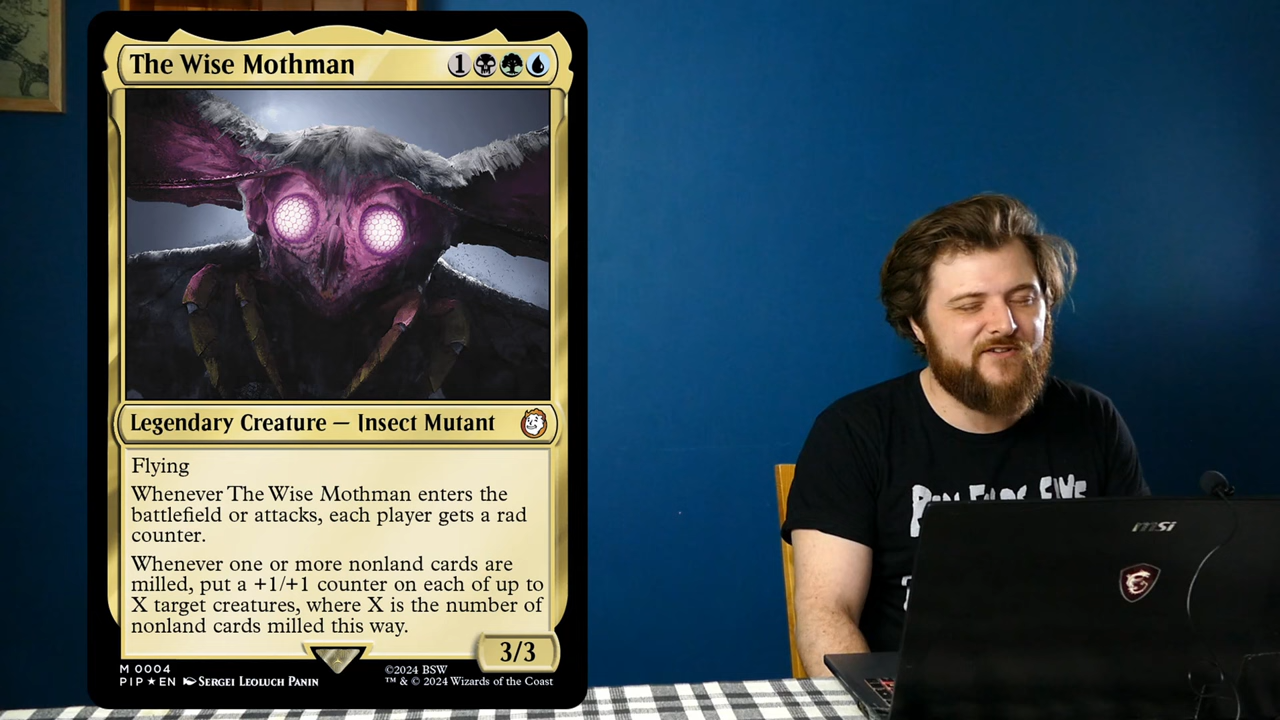 The Wise Mothman
1
Legendary Creature — Insect Mutant
Flying
Whenever The Wise Mothman enters the
battlefield or attacks, each player gets a rad
counter.
Whenever one or more nonland cards are
milled, put a +1/+1 counter on each of up to
X target creatures, where X is the number of
nonland cards milled this way.
3/3
M 0004
PIP ★ EN SERGEI LEOLUCH PANIN
©2024 BSW
™ & © 2024 Wizards of the Coast
BEN FOLDS FIVE
msi